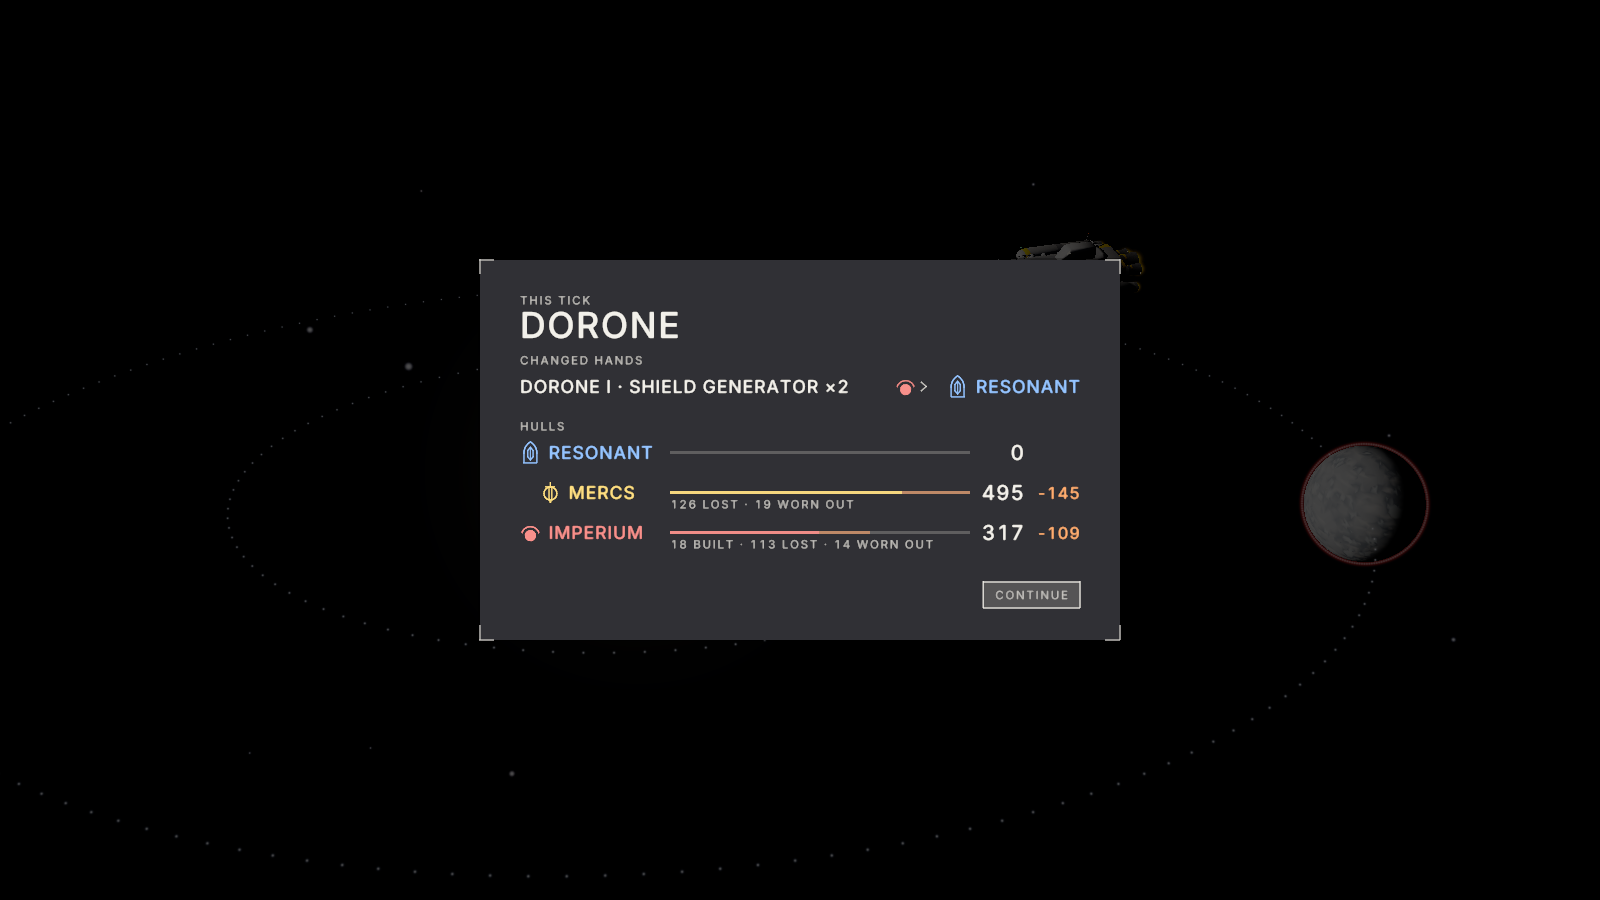 THIS TICK
DORONE
CHANGED HANDS
DORONE I · SHIELD GENERATOR ×2 > RESONANT
HULLS
RESONANT 0
MERCS 495 -145
126 LOST · 19 WORN OUT
IMPERIUM 317 -109
18 BUILT · 113 LOST · 14 WORN OUT
CONTINUE